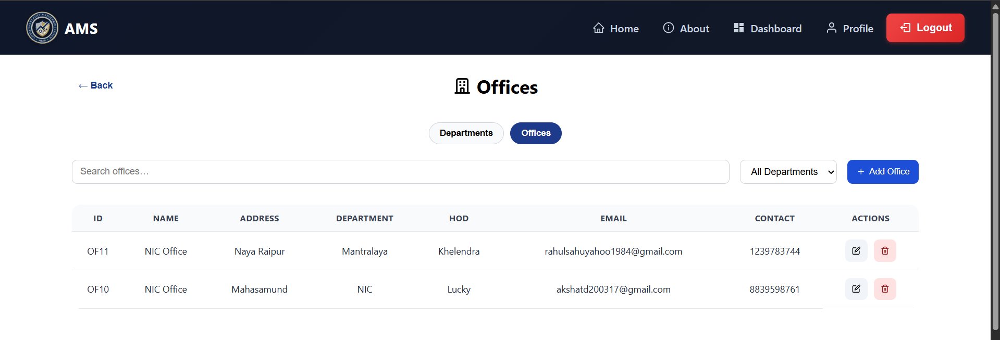 AMS
Home About Dashboard Profile Logout
← Back
Offices
Departments Offices
Search offices... All Departments + Add Office
ID NAME ADDRESS DEPARTMENT HOD EMAIL CONTACT ACTIONS
OF11 NIC Office Naya Raipur Mantralaya Khelendra rahulsahuyahoo1984@gmail.com 1239783744
OF10 NIC Office Mahasamund NIC Lucky akshatd200317@gmail.com 8839598761